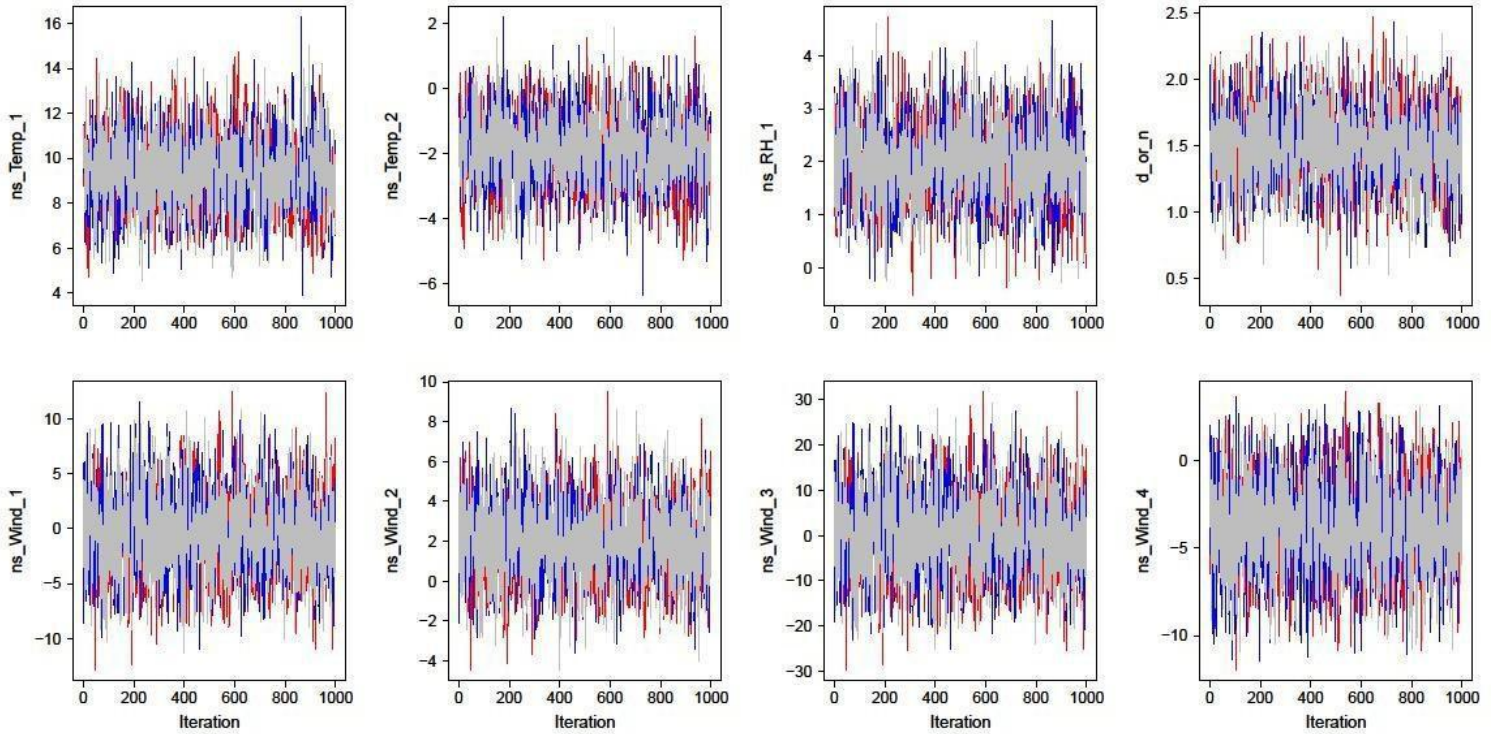 ns_Temp_1
16
14
12
10
8
6
4
0 200 400 600 800 1000
ns_Temp_2
2
0
−2
−4
−6
0 200 400 600 800 1000
ns_RH_1
4
3
2
1
0
0 200 400 600 800 1000
d_or_n
2.5
2.0
1.5
1.0
0.5
0 200 400 600 800 1000
ns_Wind_1
10
5
0
−5
−10
0 200 400 600 800 1000
Iteration
ns_Wind_2
10
8
6
4
2
0
−2
−4
0 200 400 600 800 1000
Iteration
ns_Wind_3
30
20
10
0
−10
−20
−30
0 200 400 600 800 1000
Iteration
ns_Wind_4
0
−5
−10
0 200 400 600 800 1000
Iteration